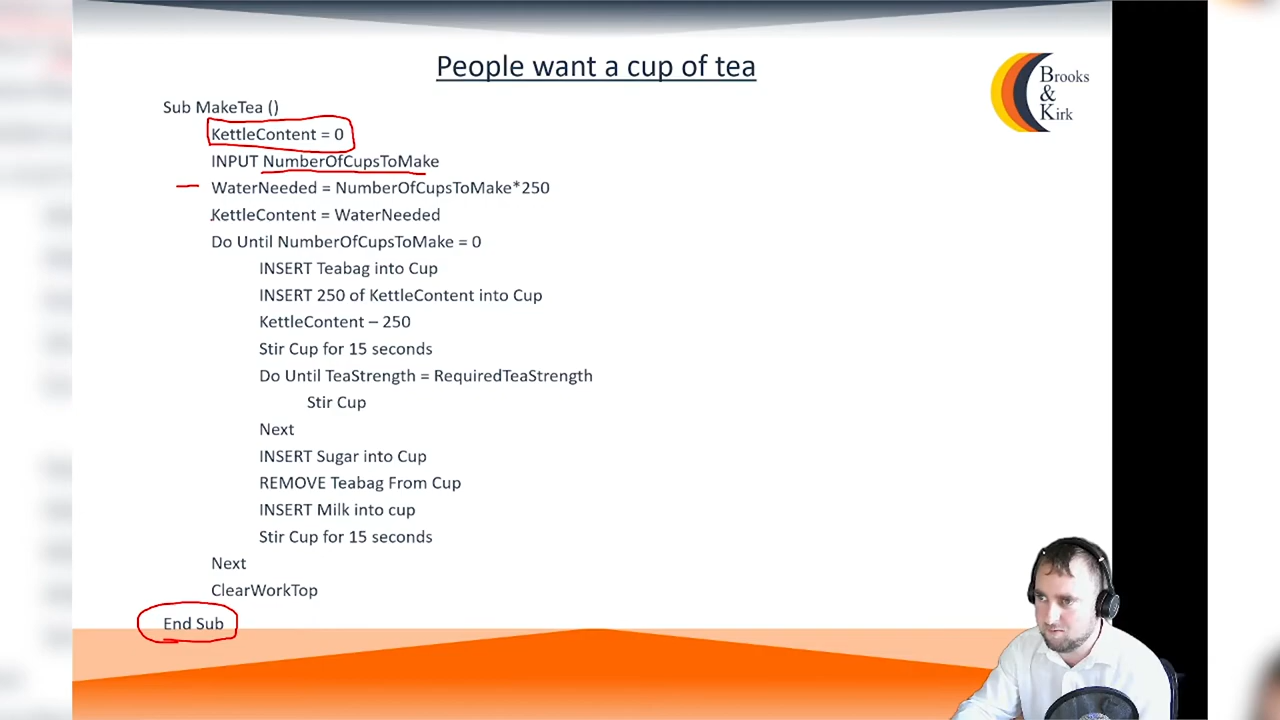 People want a cup of tea
Brooks
&
Kirk
Sub MakeTea ()
KettleContent = 0
INPUT NumberOfCupsToMake
WaterNeeded = NumberOfCupsToMake*250
KettleContent = WaterNeeded
Do Until NumberOfCupsToMake = 0
INSERT Teabag into Cup
INSERT 250 of KettleContent into Cup
KettleContent – 250
Stir Cup for 15 seconds
Do Until TeaStrength = RequiredTeaStrength
Stir Cup
Next
INSERT Sugar into Cup
REMOVE Teabag From Cup
INSERT Milk into cup
Stir Cup for 15 seconds
Next
ClearWorkTop
End Sub